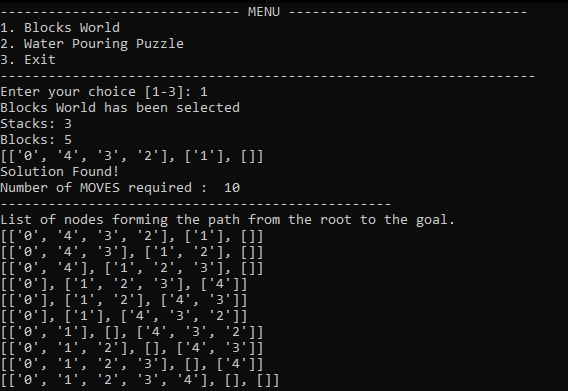 ------------------------------ MENU ------------------------------
1. Blocks World
2. Water Pouring Puzzle
3. Exit
-------------------------------------------------------------------
Enter your choice [1-3]: 1
Blocks World has been selected
Stacks: 3
Blocks: 5
[['0', '4', '3', '2'], ['1'], []]
Solution Found!
Number of MOVES required :  10
-------------------------------------------------
List of nodes forming the path from the root to the goal.
[['0', '4', '3', '2'], ['1'], []]
[['0', '4', '3'], ['1', '2'], []]
[['0', '4'], ['1', '2', '3'], []]
[['0'], ['1', '2', '3'], ['4']]
[['0'], ['1', '2'], ['4', '3']]
[['0'], ['1'], ['4', '3', '2']]
[['0', '1'], [], ['4', '3', '2']]
[['0', '1', '2'], [], ['4', '3']]
[['0', '1', '2', '3'], [], ['4']]
[['0', '1', '2', '3', '4'], [], []]